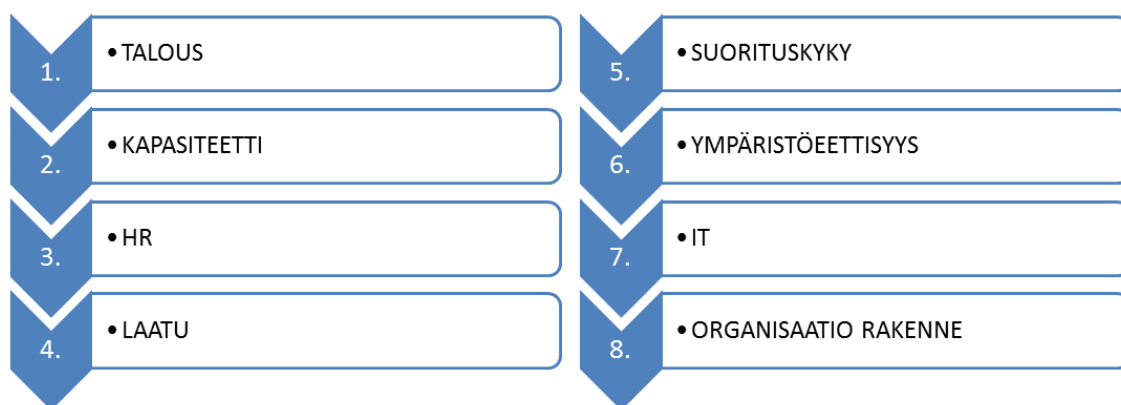 1. • TALOUS
2. • KAPASITEETTI
3. • HR
4. • LAATU
5. • SUORITUSKYKY
6. • YMPÄRISTÖEETTISYYS
7. • IT
8. • ORGANISAATIO RAKENNE